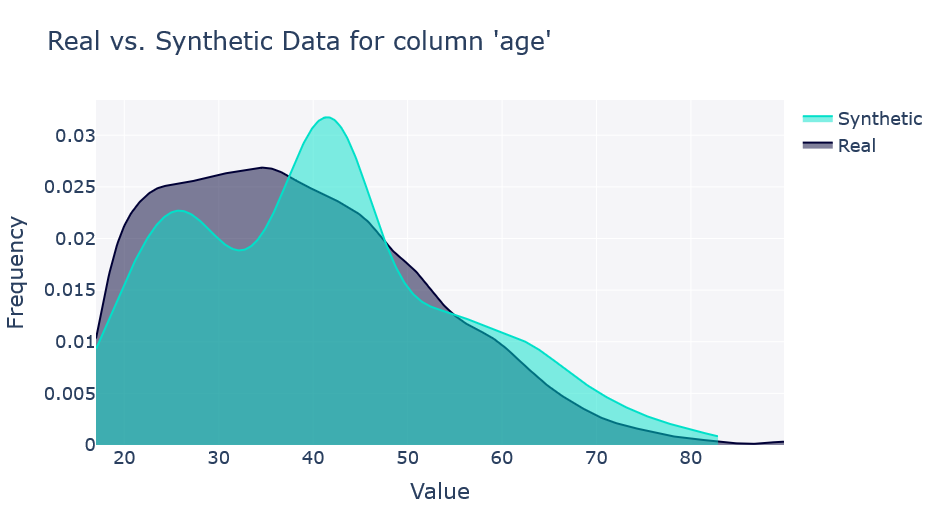 Real vs. Synthetic Data for column 'age'
Synthetic
Real
0.03
0.025
0.02
0.015
0.01
0.005
0
Frequency
20 30 40 50 60 70 80
Value